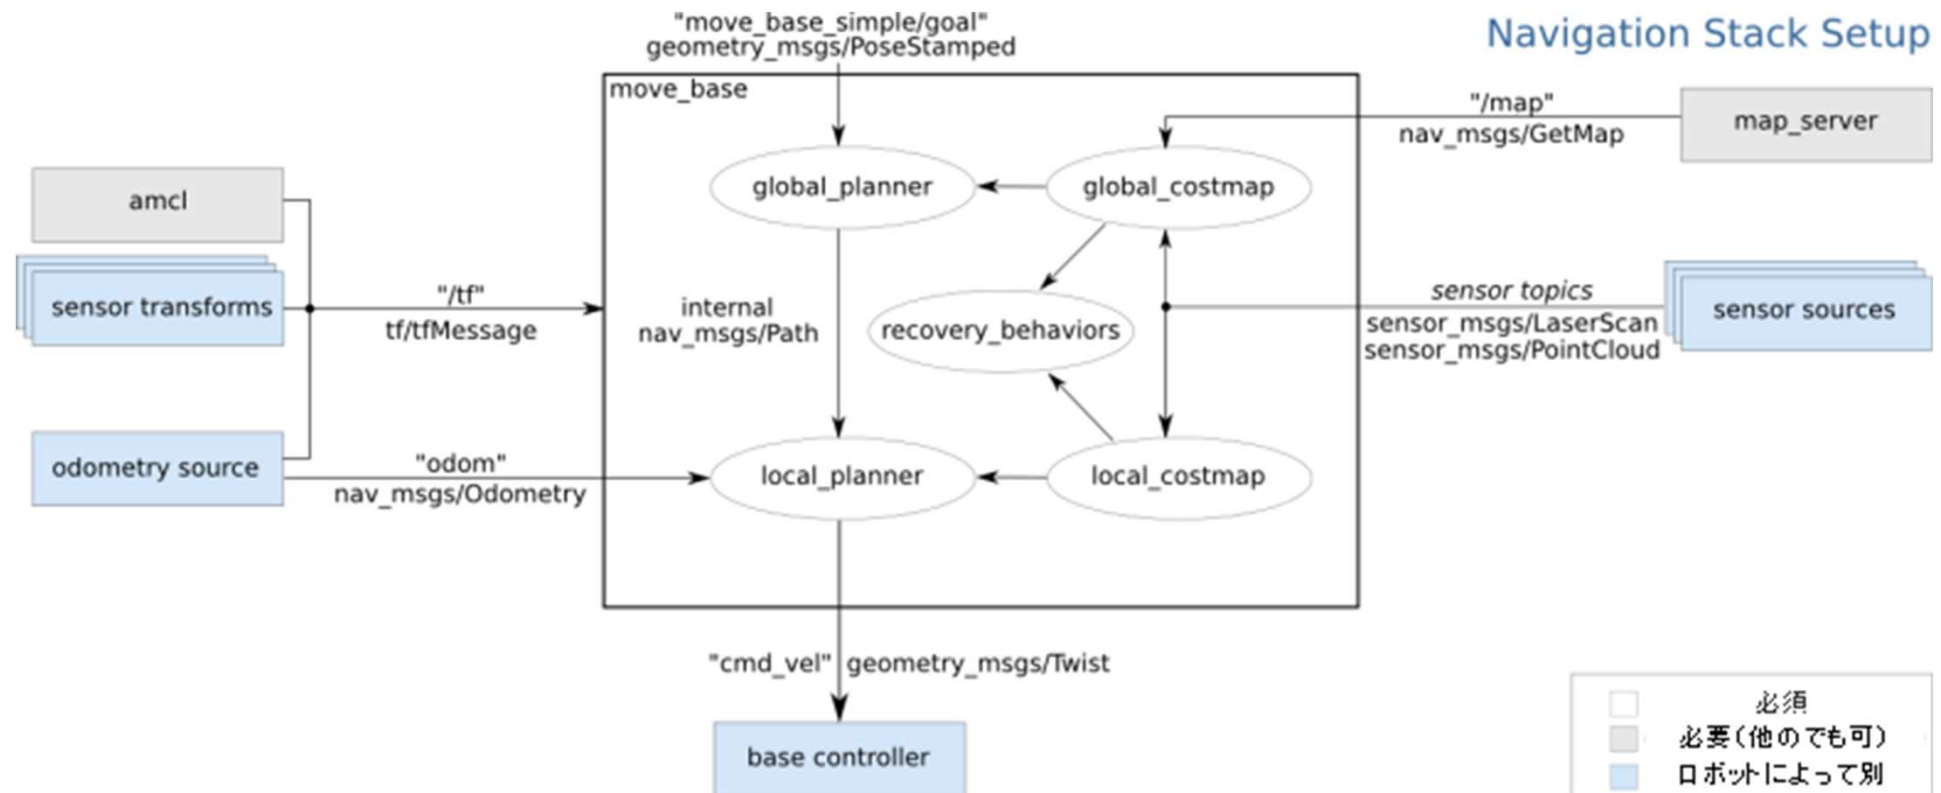 "move_base_simple/goal"
geometry_msgs/PoseStamped
Navigation Stack Setup
move_base
"/map"
nav_msgs/GetMap
map_server
global_planner
global_costmap
amcl
sensor transforms
"/tf"
tf/tfMessage
internal
nav_msgs/Path
recovery_behaviors
sensor topics
sensor_msgs/LaserScan
sensor_msgs/PointCloud
sensor sources
odometry source
"odom"
nav_msgs/Odometry
local_planner
local_costmap
"cmd_vel" geometry_msgs/Twist
base controller
必須
必要(他のでも可)
ロボットによって別